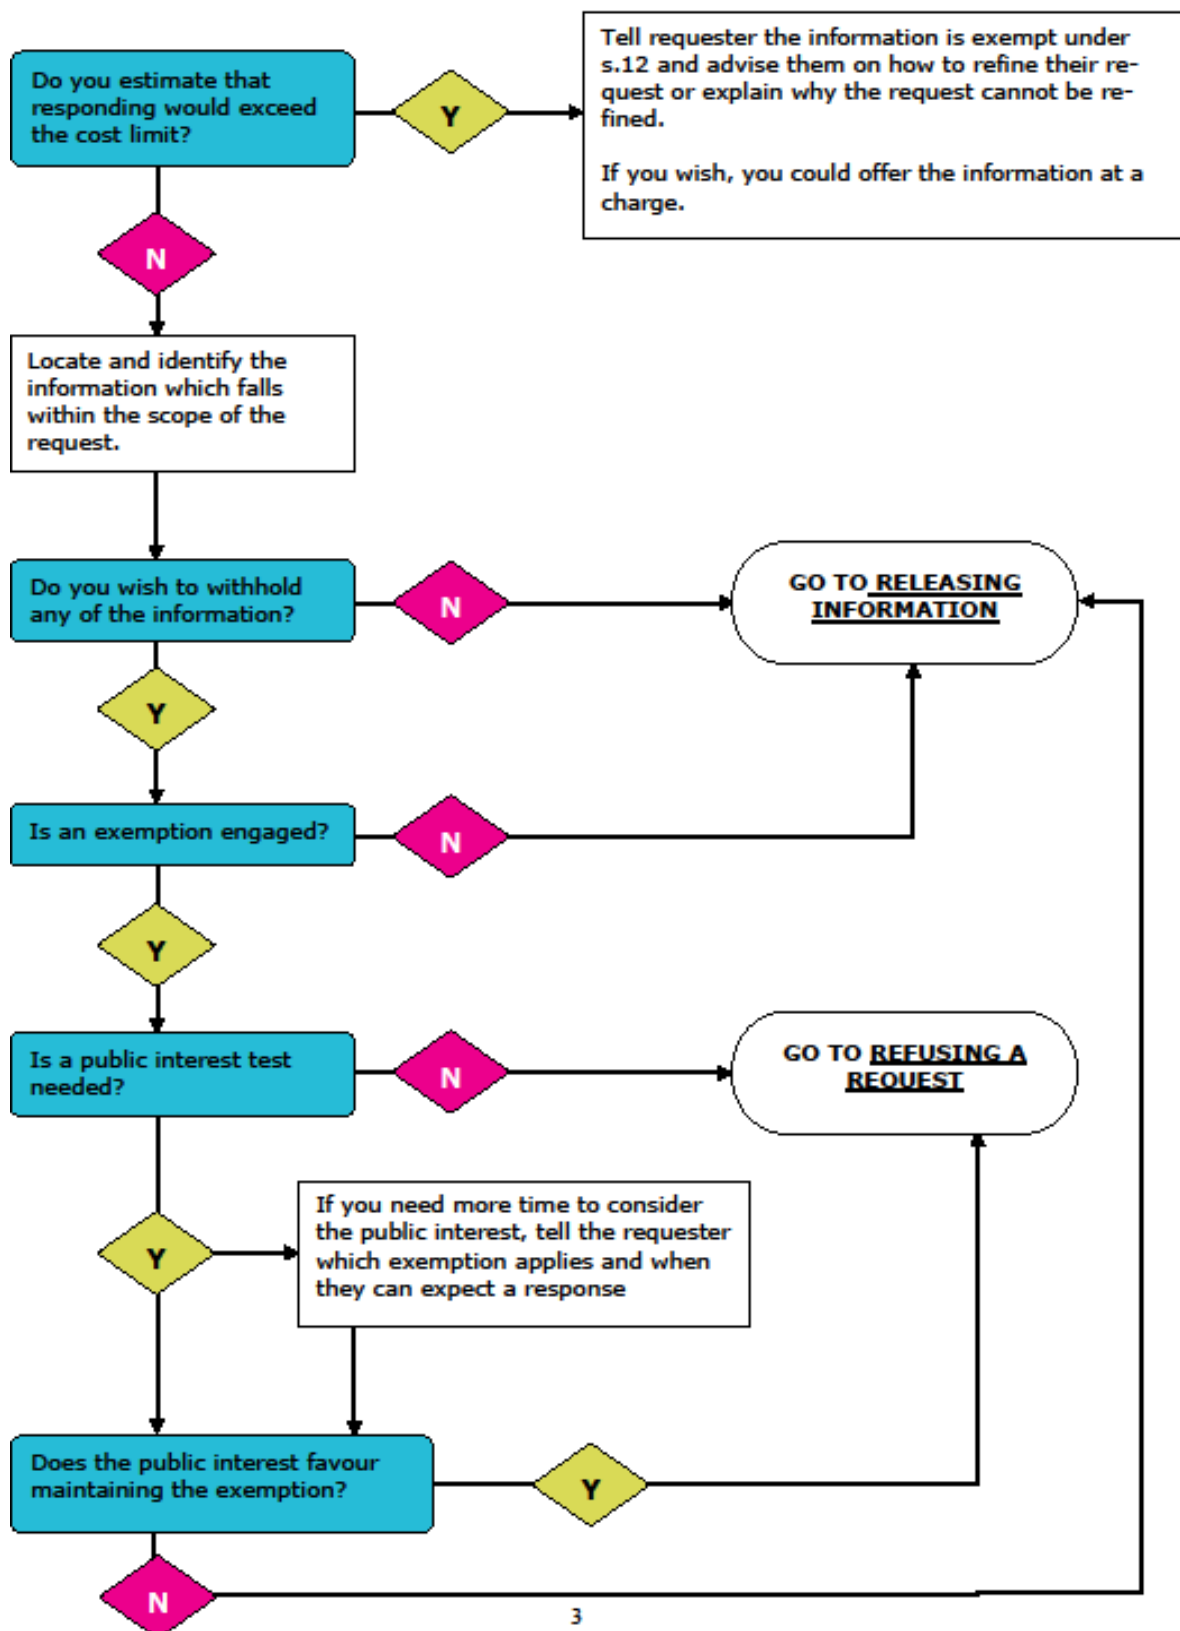 Do you estimate that
responding would exceed
the cost limit?
Y
Tell requester the information is exempt under
s.12 and advise them on how to refine their re-
quest or explain why the request cannot be re-
fined.
If you wish, you could offer the information at a
charge.
N
Locate and identify the
information which falls
within the scope of the
request.
Do you wish to withhold
any of the information?
N
GO TO RELEASING
INFORMATION
Y
Is an exemption engaged?
N
Y
Is a public interest test
needed?
N
GO TO REFUSING A
REQUEST
Y
If you need more time to consider
the public interest, tell the requester
which exemption applies and when
they can expect a response
Does the public interest favour
maintaining the exemption?
Y
N
3